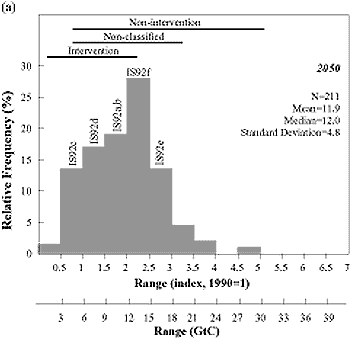 (a)
Non-intervention
Non-classified
Intervention
2050
N=211
Mean=11.9
Median=12.0
Standard Deviation=4.8
Relative Frequency (%)
30
25
20
15
10
5
0
IS92c
IS92d
IS92a,b
IS92f
IS92e
0.5 1 1.5 2 2.5 3 3.5 4 4.5 5 5.5 6 6.5 7
Range (index, 1990=1)
3 6 9 12 15 18 21 24 27 30 33 36 39
Range (GtC)